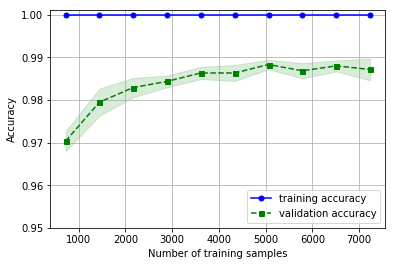 1.00
0.99
0.98
0.97
0.96
0.95
Accuracy
training accuracy
validation accuracy
1000 2000 3000 4000 5000 6000 7000
Number of training samples